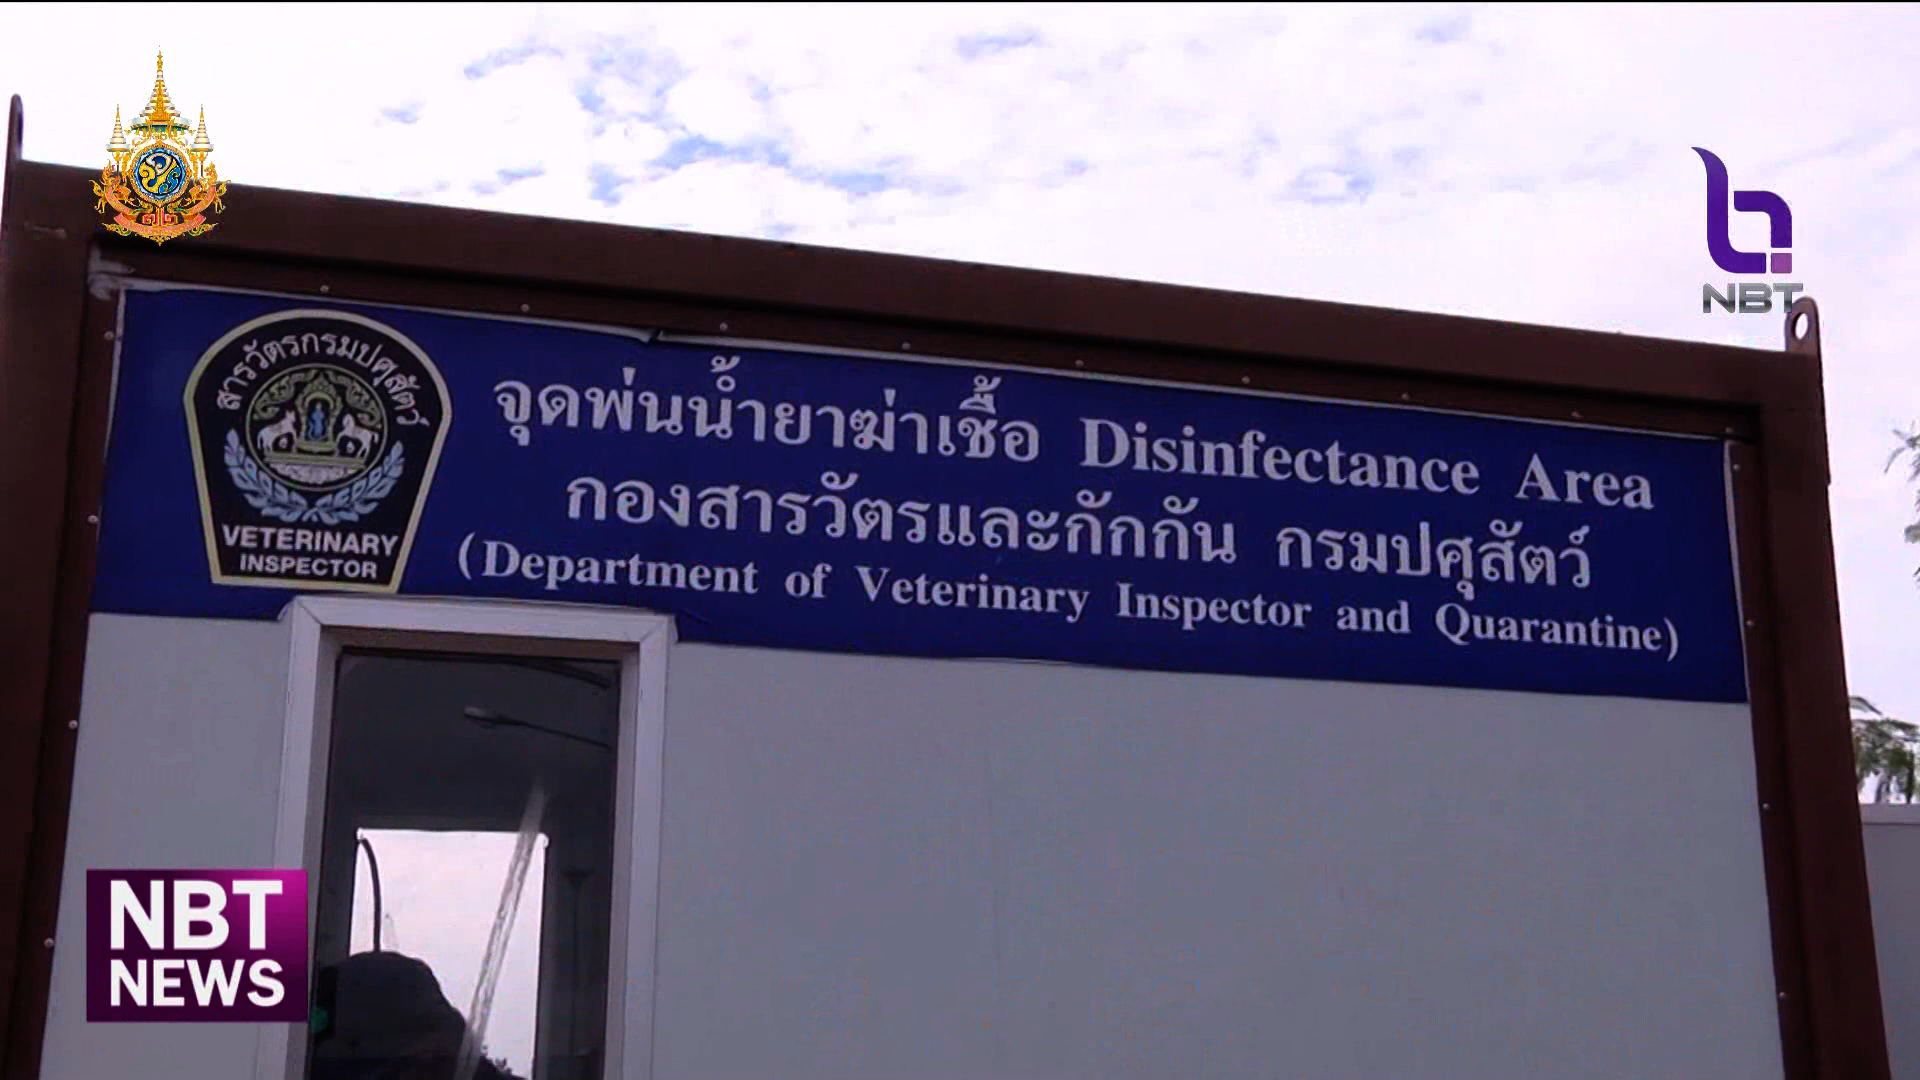 NBT
สารวัตรกรมปศุสัตว์
VETERINARY
INSPECTOR
จุดพ่นน้ำยาฆ่าเชื้อ Disinfectance Area
กองสารวัตรและกักกัน กรมปศุสัตว์
(Department of Veterinary Inspector and Quarantine)
NBT
NEWS